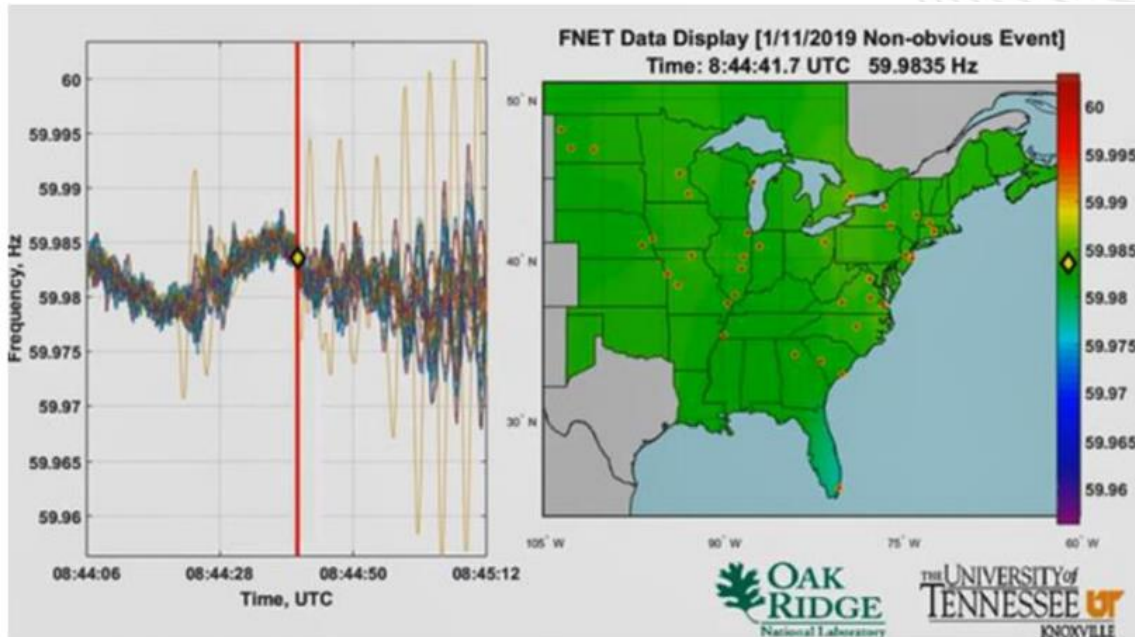 FNET Data Display [1/11/2019 Non-obvious Event]
Time: 8:44:41.7 UTC 59.9835 Hz
60
59.995
59.99
59.985
59.98
59.975
59.97
59.965
59.96
Frequency, Hz
08:44:06
08:44:28
08:44:50
08:45:12
Time, UTC
50° N
40° N
30° N
105° W
90° W
75° W
60° W
60
59.995
59.99
59.985
59.98
59.975
59.97
59.965
59.96
OAK
RIDGE
National Laboratory
THE UNIVERSITY of
TENNESSEE UT
KNOXVILLE